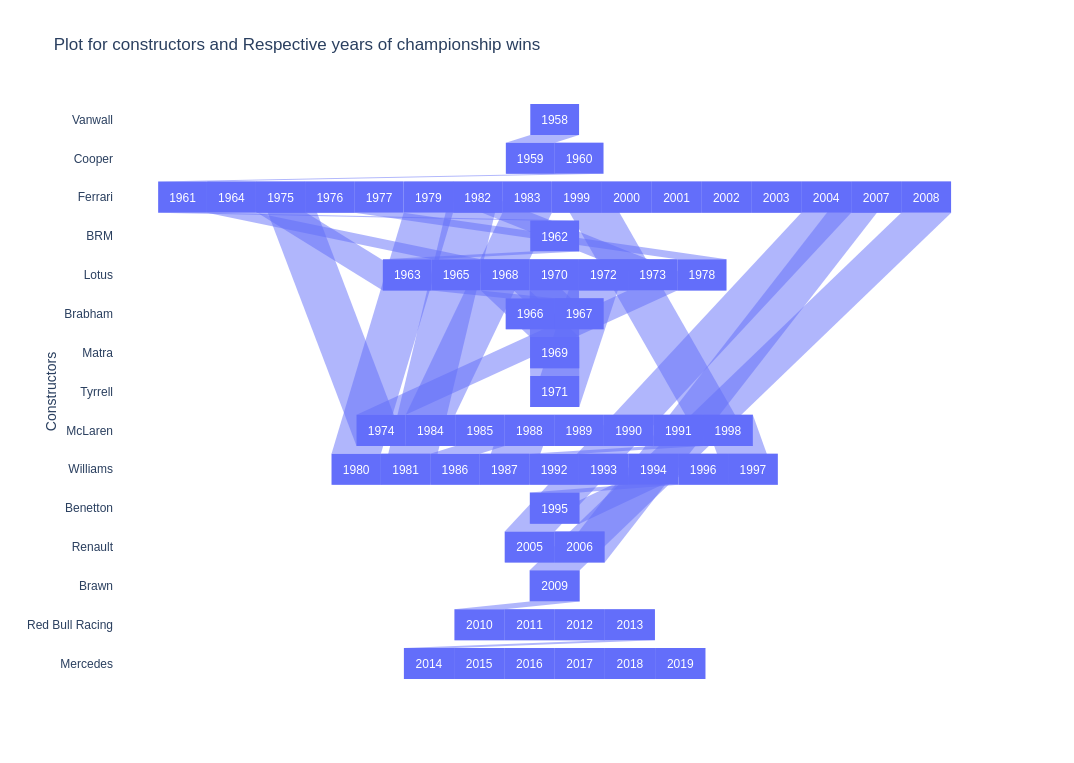 Plot for constructors and Respective years of championship wins
Constructors
Vanwall 1958
Cooper 1959 1960
Ferrari 1961 1964 1975 1976 1977 1979 1982 1983 1999 2000 2001 2002 2003 2004 2007 2008
BRM 1962
Lotus 1963 1965 1968 1970 1972 1973 1978
Brabham 1966 1967
Matra 1969
Tyrrell 1971
McLaren 1974 1984 1985 1988 1989 1990 1991 1998
Williams 1980 1981 1986 1987 1992 1993 1994 1996 1997
Benetton 1995
Renault 2005 2006
Brawn 2009
Red Bull Racing 2010 2011 2012 2013
Mercedes 2014 2015 2016 2017 2018 2019